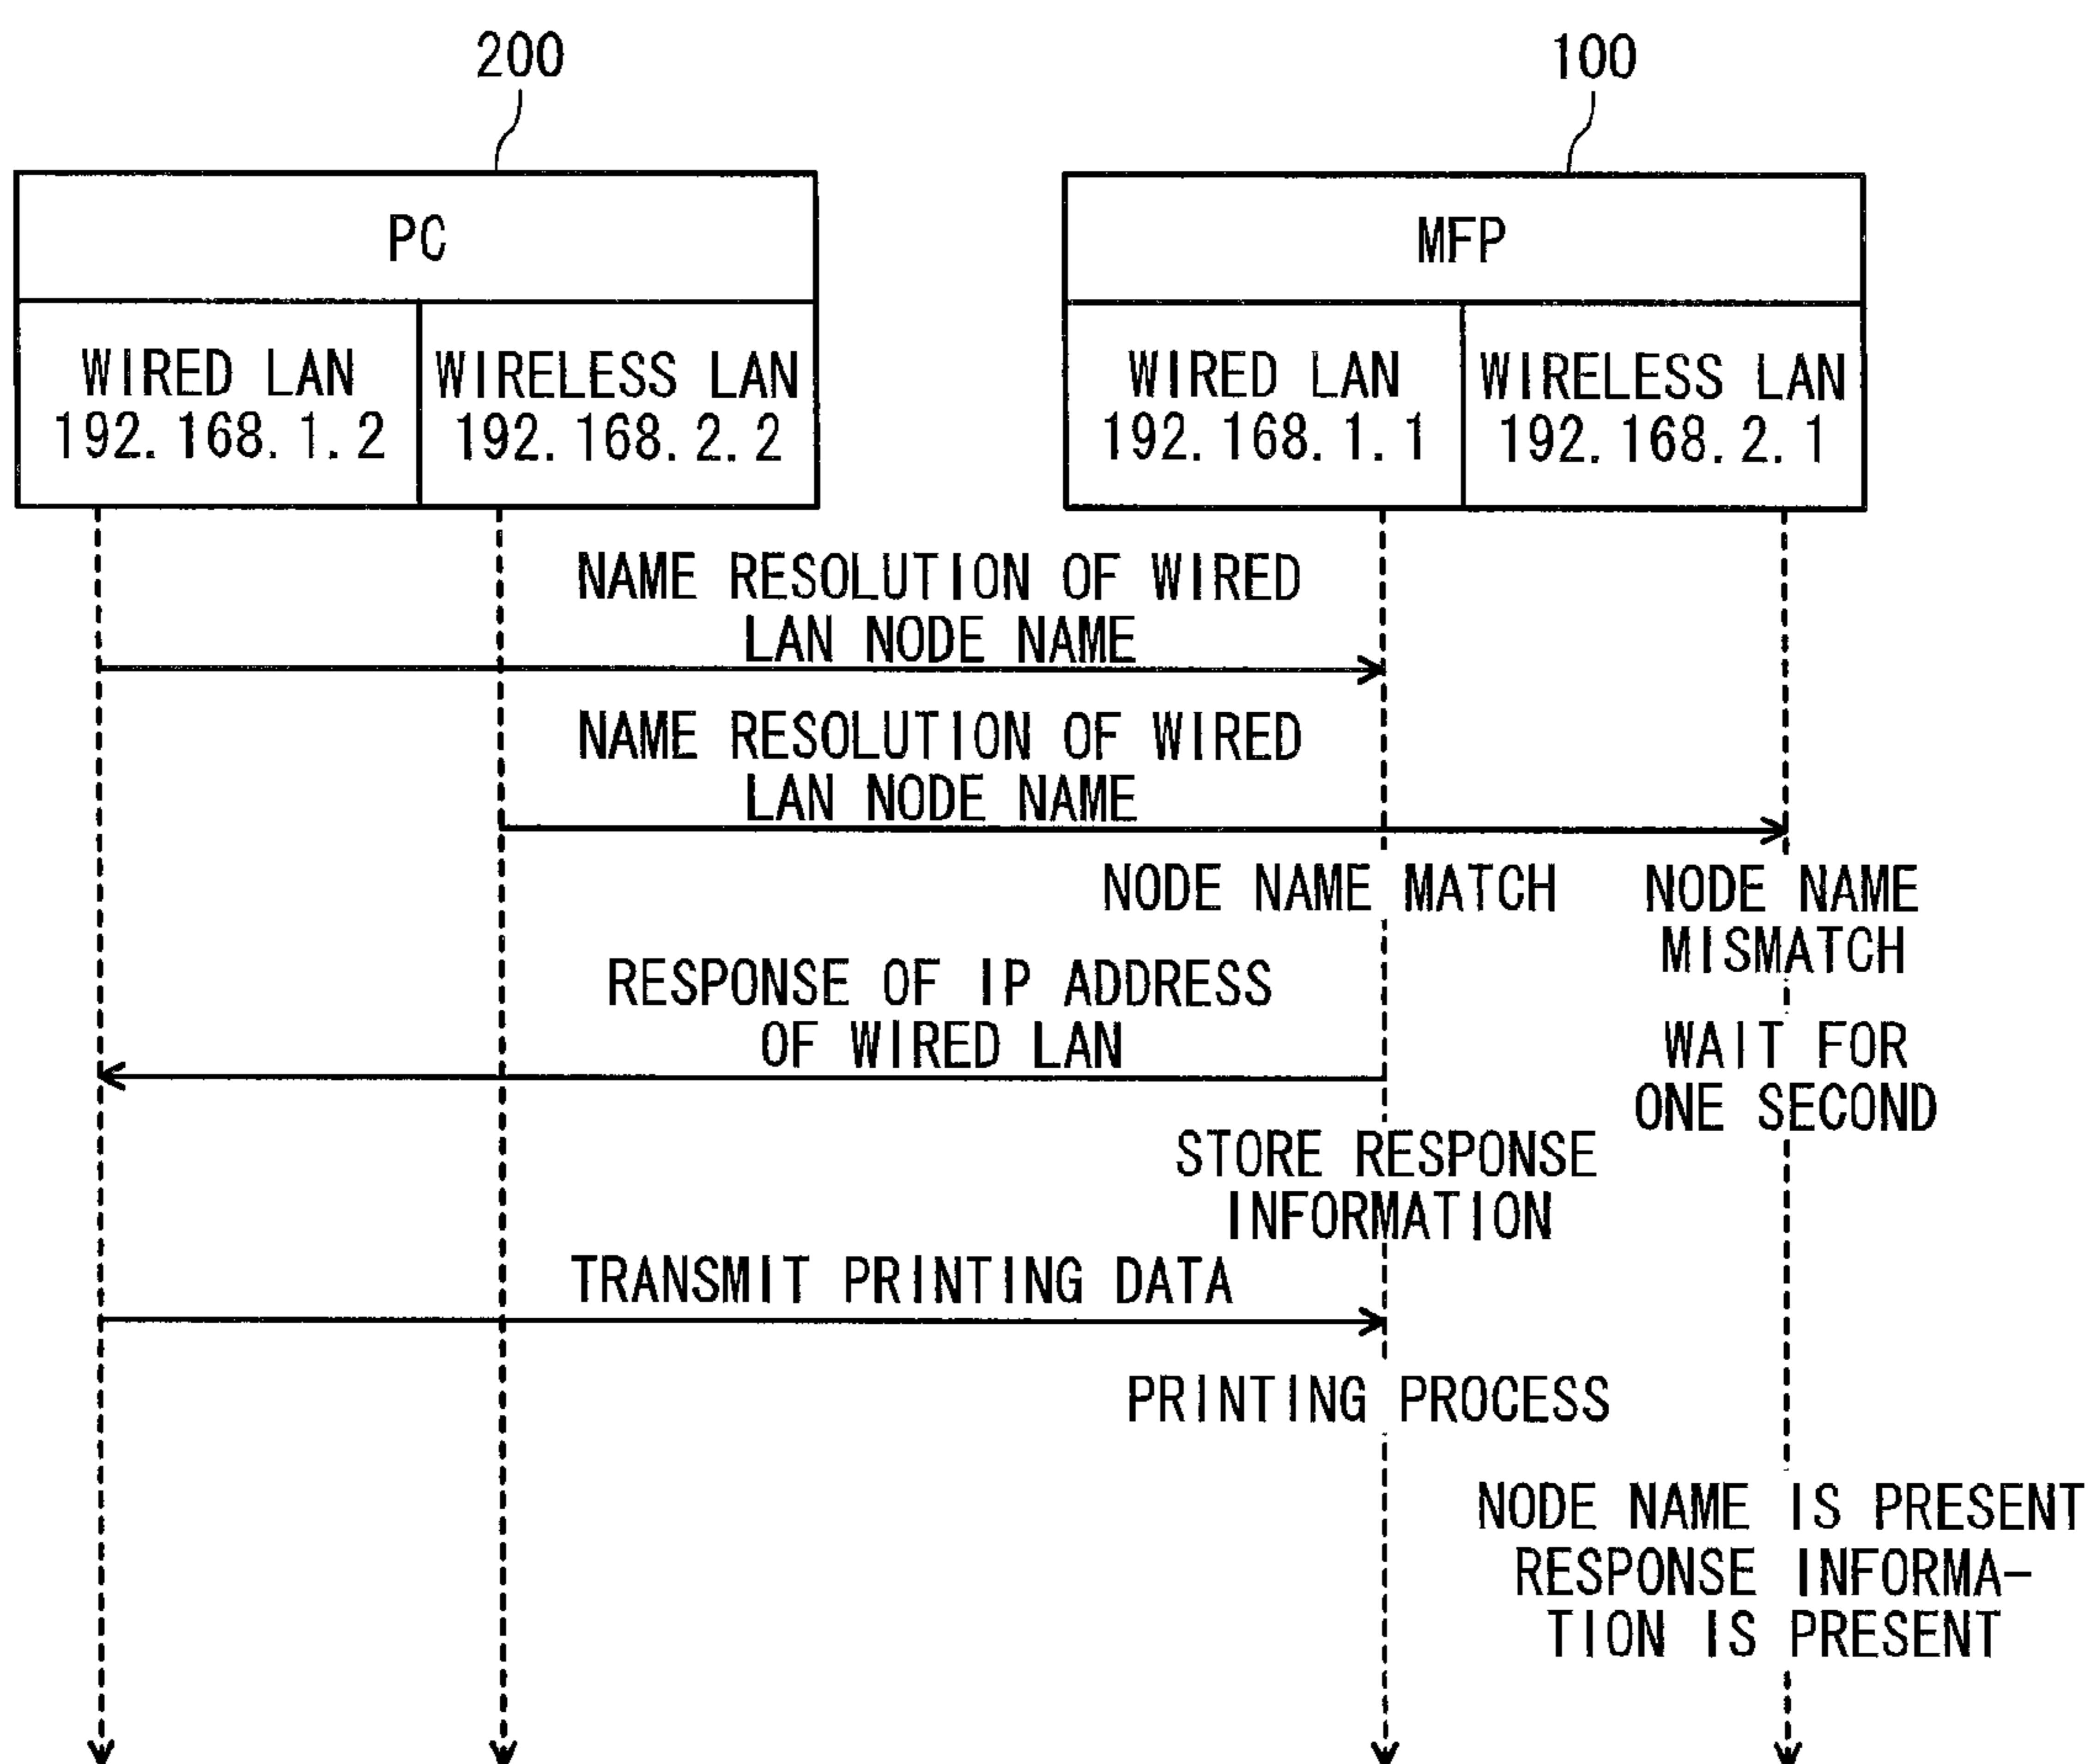 200
100
PC
MFP
WIRED LAN
192.168.1.2
WIRELESS LAN
192.168.2.2
WIRED LAN
192.168.1.1
WIRELESS LAN
192.168.2.1
NAME RESOLUTION OF WIRED
LAN NODE NAME
NAME RESOLUTION OF WIRED
LAN NODE NAME
NODE NAME MATCH
NODE NAME
MISMATCH
RESPONSE OF IP ADDRESS
OF WIRED LAN
WAIT FOR
ONE SECOND
STORE RESPONSE
INFORMATION
TRANSMIT PRINTING DATA
PRINTING PROCESS
NODE NAME IS PRESENT
RESPONSE INFORMA-
TION IS PRESENT